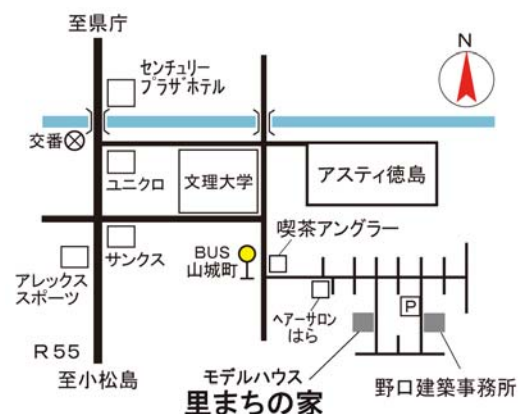 至県庁
N
センチュリー
プラザホテル
交番
ユニクロ
文理大学
アスティ徳島
喫茶アングラー
サンクス
BUS
山城町
アレックス
スポーツ
ヘアーサロン
はら
P
R55
至小松島
モデルハウス
里まちの家
野口建築事務所